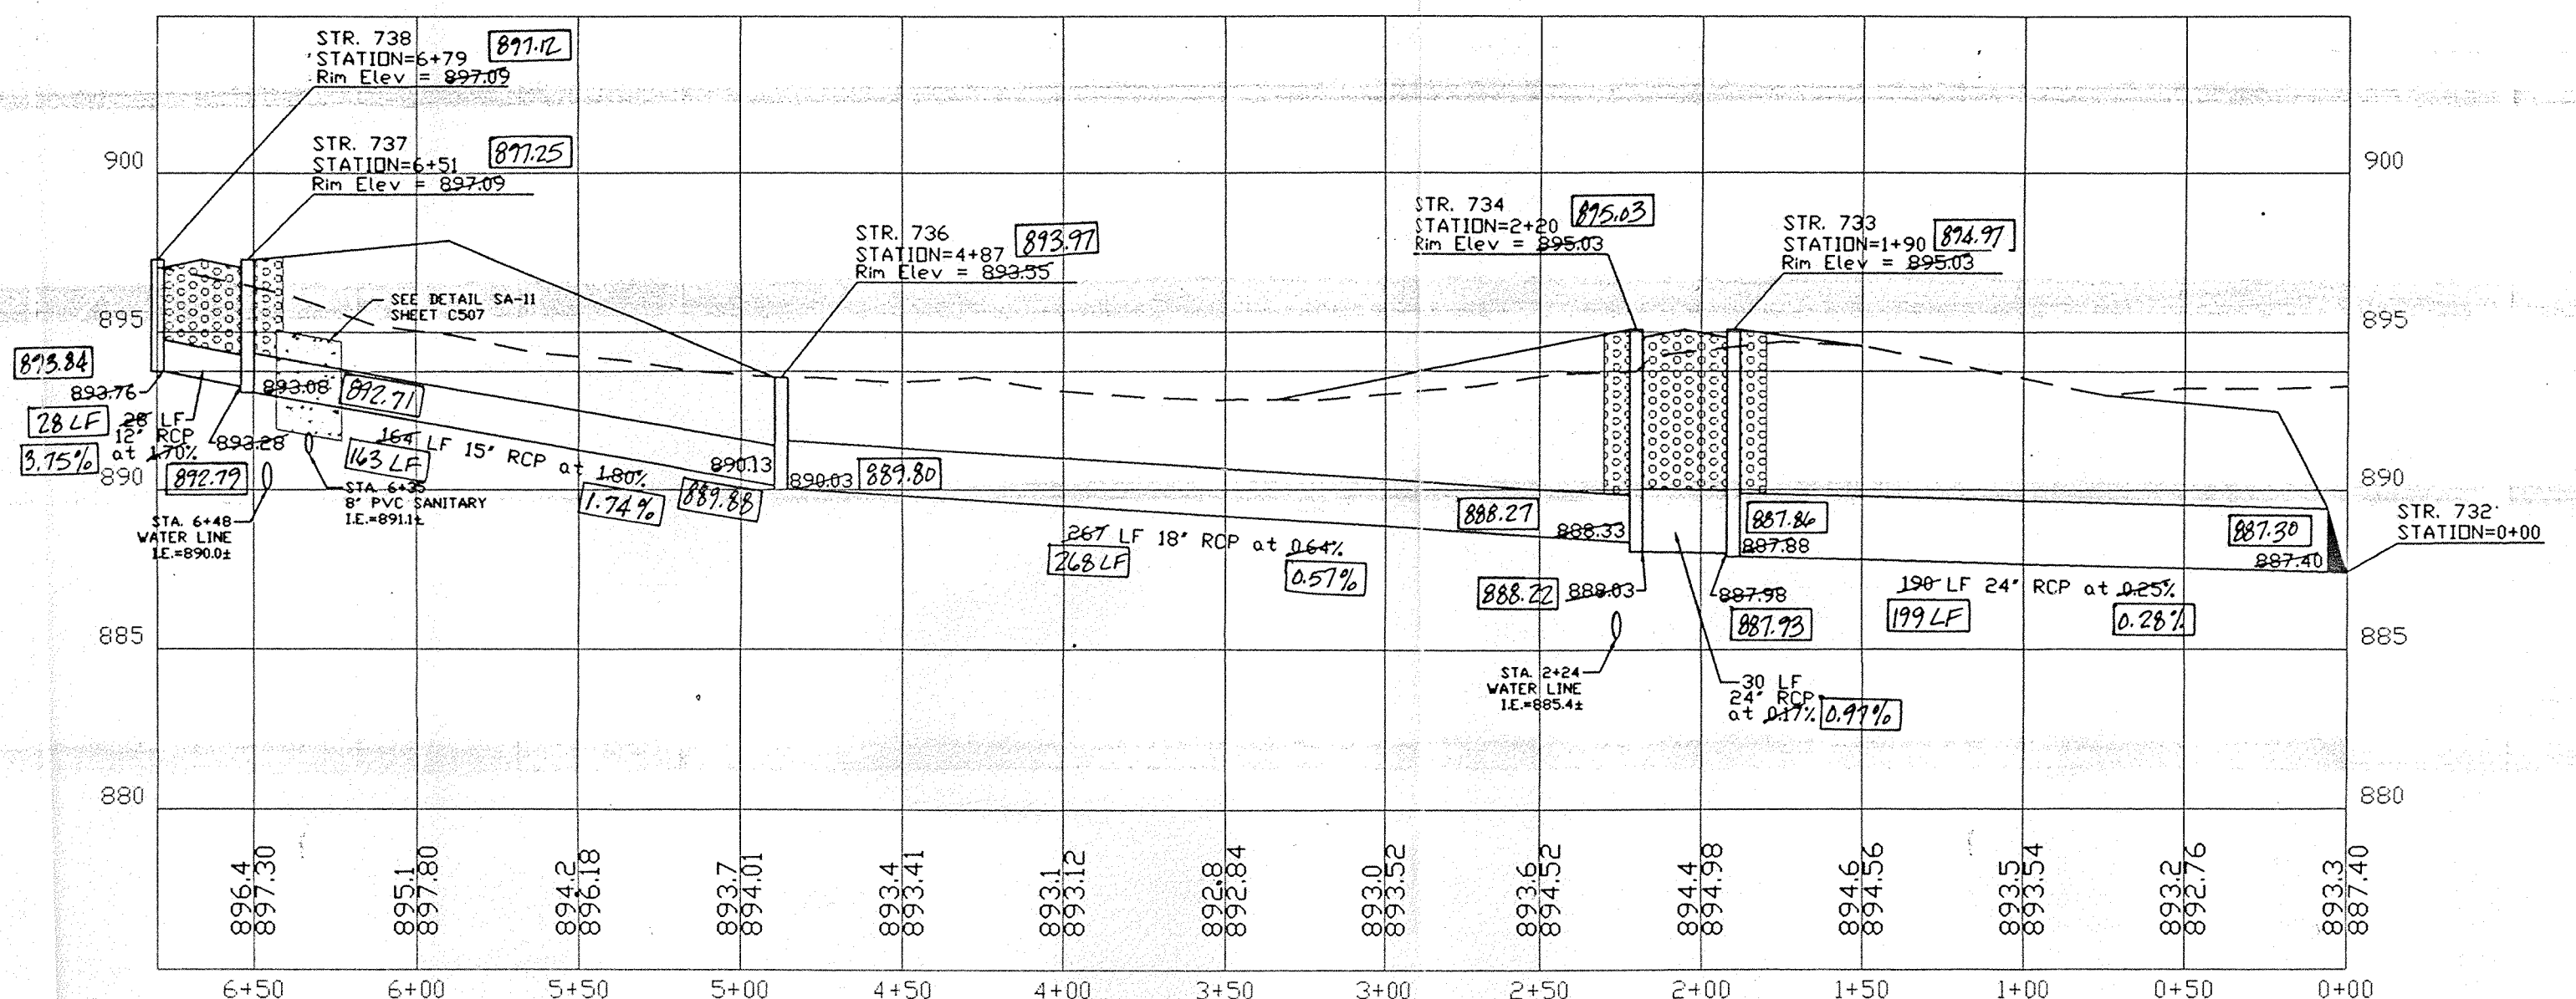 STR. 738
STATION=6+79
897.12
Rim Elev = 897.09
STR. 737
STATION=6+51
897.25
Rim Elev = 897.09
STR. 736
STATION=4+87
893.97
Rim Elev = 893.55
STR. 734
STATION=2+20
895.03
Rim Elev = 895.03
STR. 733
STATION=1+90
894.97
Rim Elev = 895.03
900
900
895
895
890
890
885
885
880
880
SEE DETAIL SA-11
SHEET C507
893.84
893.76
28 LF
28 LF
12" RCP
at 1.70%
3.75%
893.28
892.79
893.08
892.71
STA. 6+48
WATER LINE
I.E.=890.0±
STA. 6+35
8" PVC SANITARY
I.E.=891.1±
164 LF 15" RCP at 1.80%
163 LF
1.74%
890.13
889.88
890.03
889.80
267 LF 18" RCP at 0.64%
268 LF
0.57%
888.27
888.33
888.22
888.03
STA. 2+24
WATER LINE
I.E.=885.4±
887.86
887.88
887.98
887.93
30 LF
24" RCP
at 0.17%
0.97%
190 LF 24" RCP at 0.25%
199 LF
0.28%
887.30
887.40
STR. 732
STATION=0+00
896.4
897.30
895.1
897.80
894.2
896.18
893.7
894.01
893.4
893.41
893.1
893.12
892.8
892.84
893.0
893.52
893.6
894.52
894.4
894.98
894.6
894.56
893.5
893.54
893.2
892.76
893.3
887.40
6+50
6+00
5+50
5+00
4+50
4+00
3+50
3+00
2+50
2+00
1+50
1+00
0+50
0+00